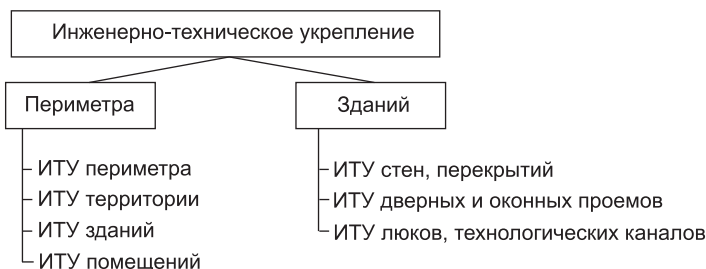 Инженерно-техническое укрепление
Периметра
ИТУ периметра
ИТУ территории
ИТУ зданий
ИТУ помещений
Зданий
ИТУ стен, перекрытий
ИТУ дверных и оконных проемов
ИТУ люков, технологических каналов